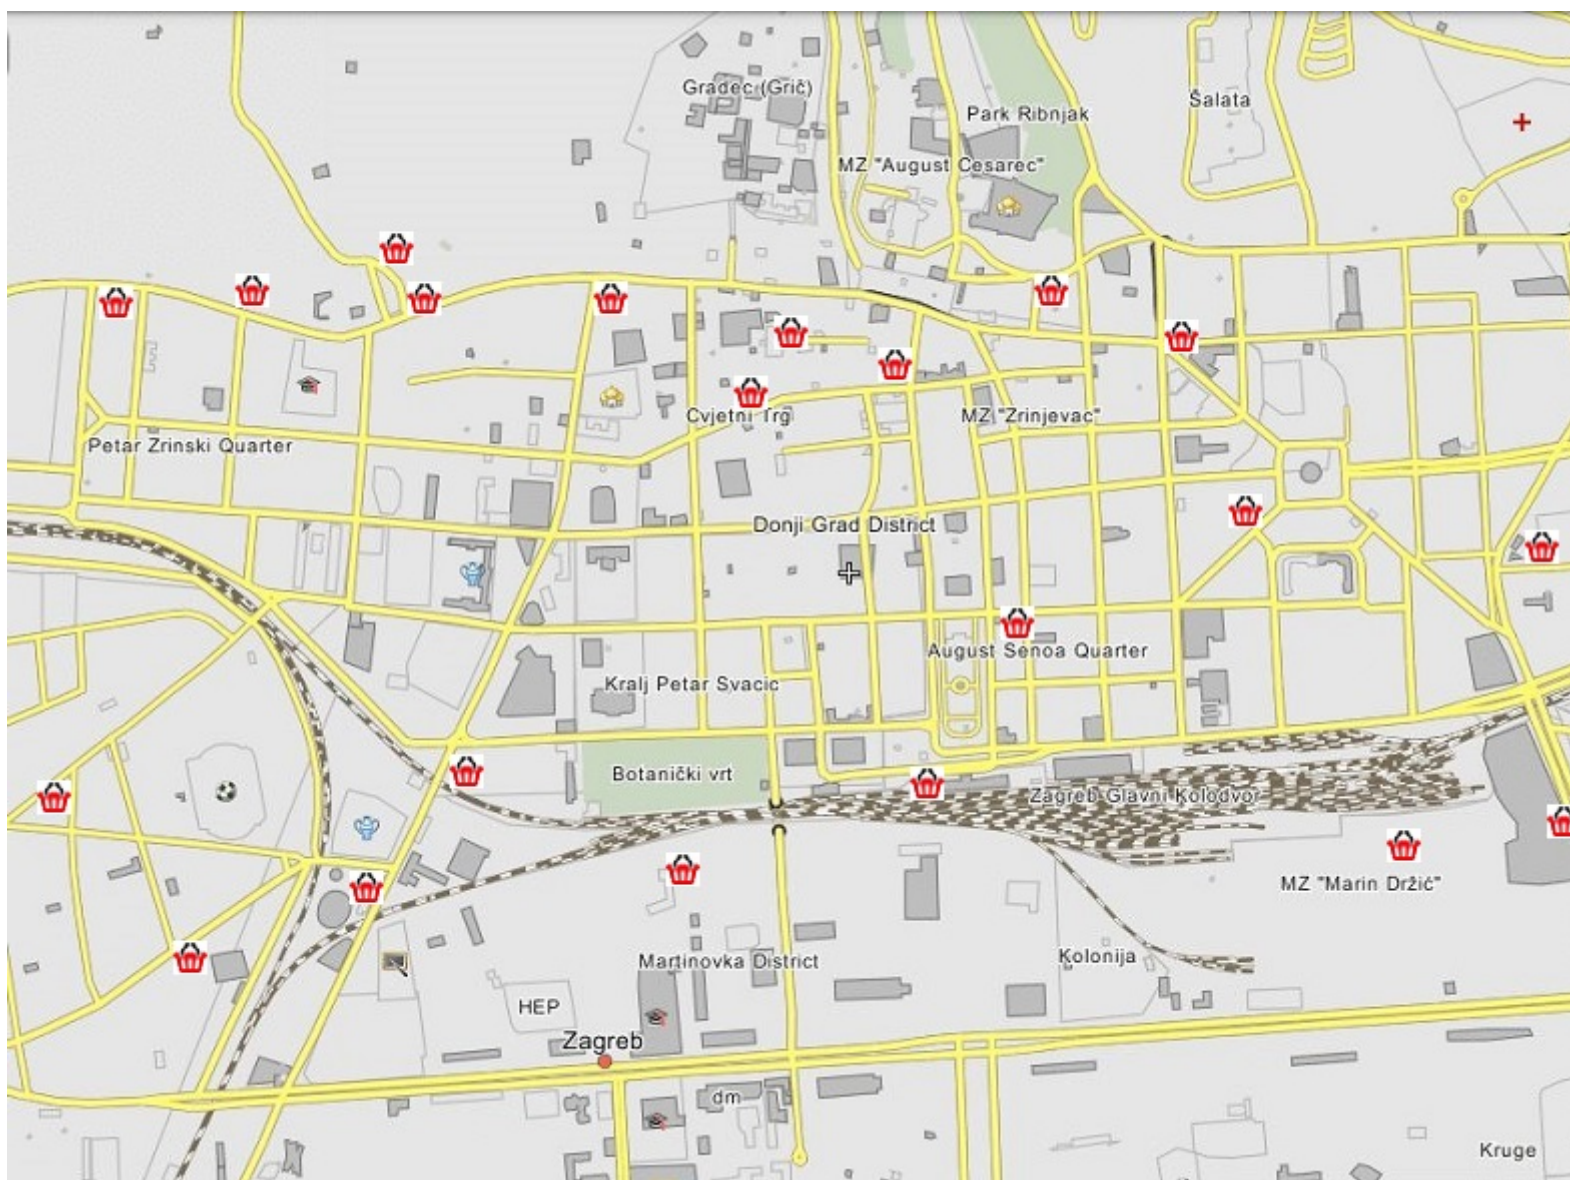 Gradec (Grič)
Šalata
Park Ribnjak
MZ "August Cesarec"
Cvjetni Trg
MZ "Zrinjevac"
Petar Zrinski Quarter
Donji Grad District
August Senoa Quarter
Kralj Petar Svacic
Botanički vrt
Zagreb Glavni Kolodvor
MZ "Marin Držić"
Kolonija
Martinovka District
HEP
Zagreb
dm
Kruge